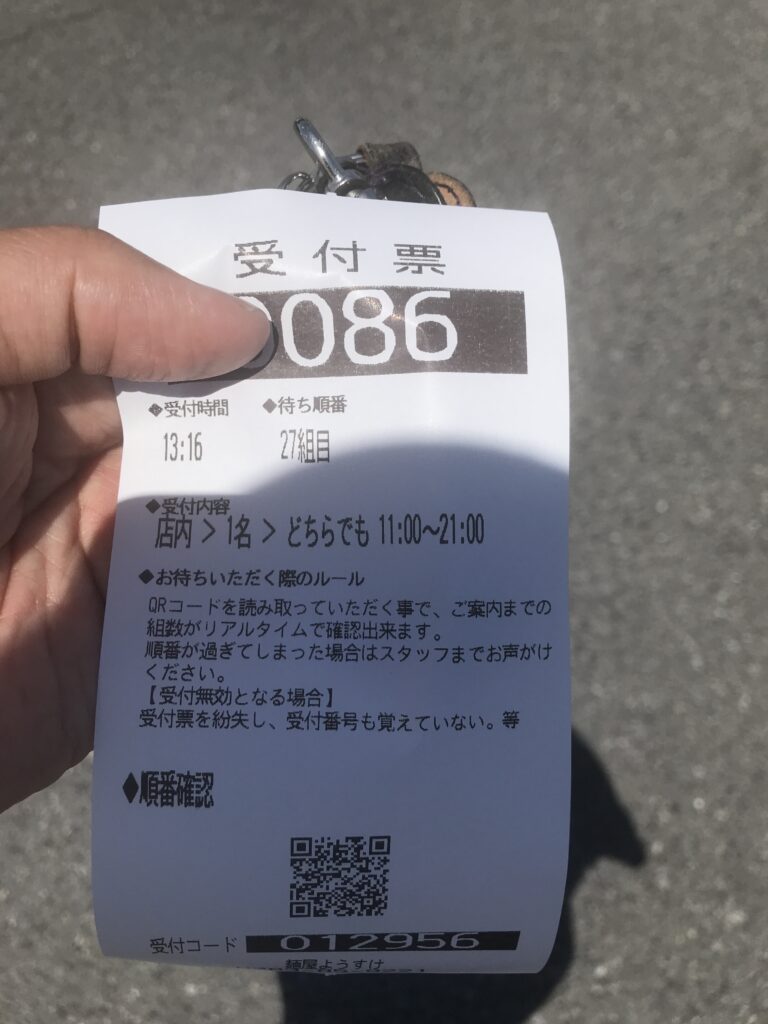 受付票
0086
◆受付時間 ◆待ち順番
13:16 27組目
◆受付内容
店内 > 1名 > どちらでも 11:00～21:00
◆お待ちいただく際のルール
QRコードを読み取っていただく事で、ご案内までの
組数がリアルタイムで確認出来ます。
順番が過ぎてしまった場合はスタッフまでお声がけ
ください。
【受付無効となる場合】
受付票を紛失し、受付番号も覚えていない。等
◆順番確認
受付コード 012956
麺屋ようすけ